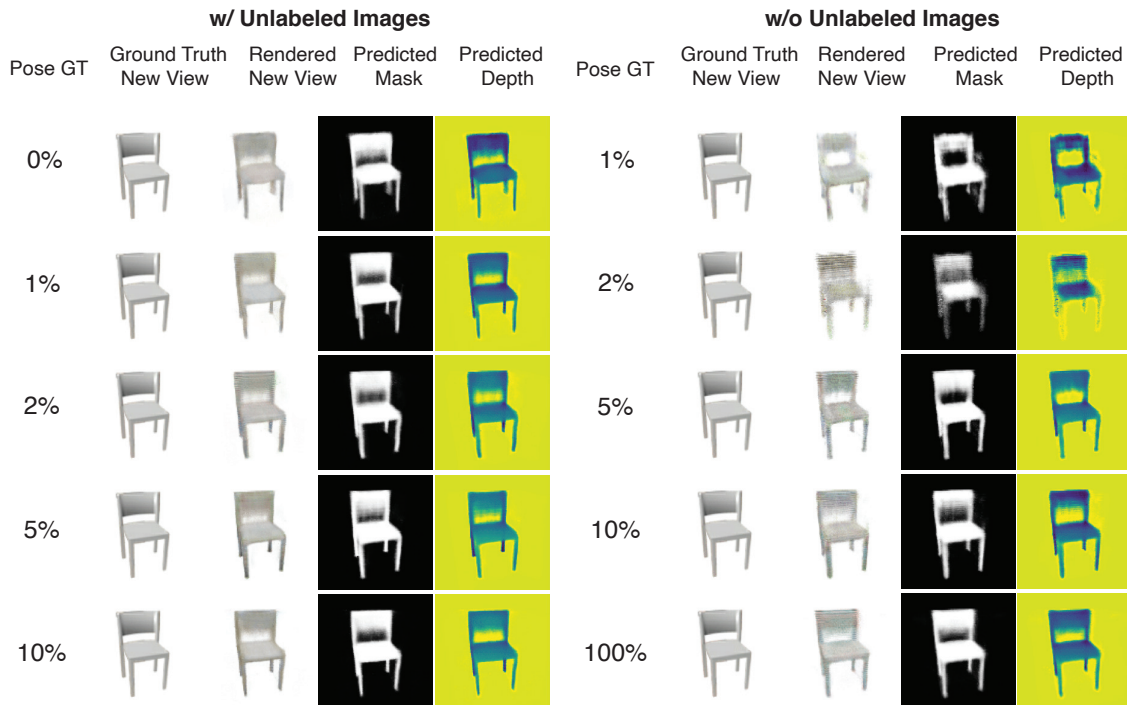 w/ Unlabeled Images
w/o Unlabeled Images
Pose GT
Ground Truth
New View
Rendered
New View
Predicted
Mask
Predicted
Depth
Pose GT
Ground Truth
New View
Rendered
New View
Predicted
Mask
Predicted
Depth
0%
1%
1%
2%
2%
5%
5%
10%
10%
100%